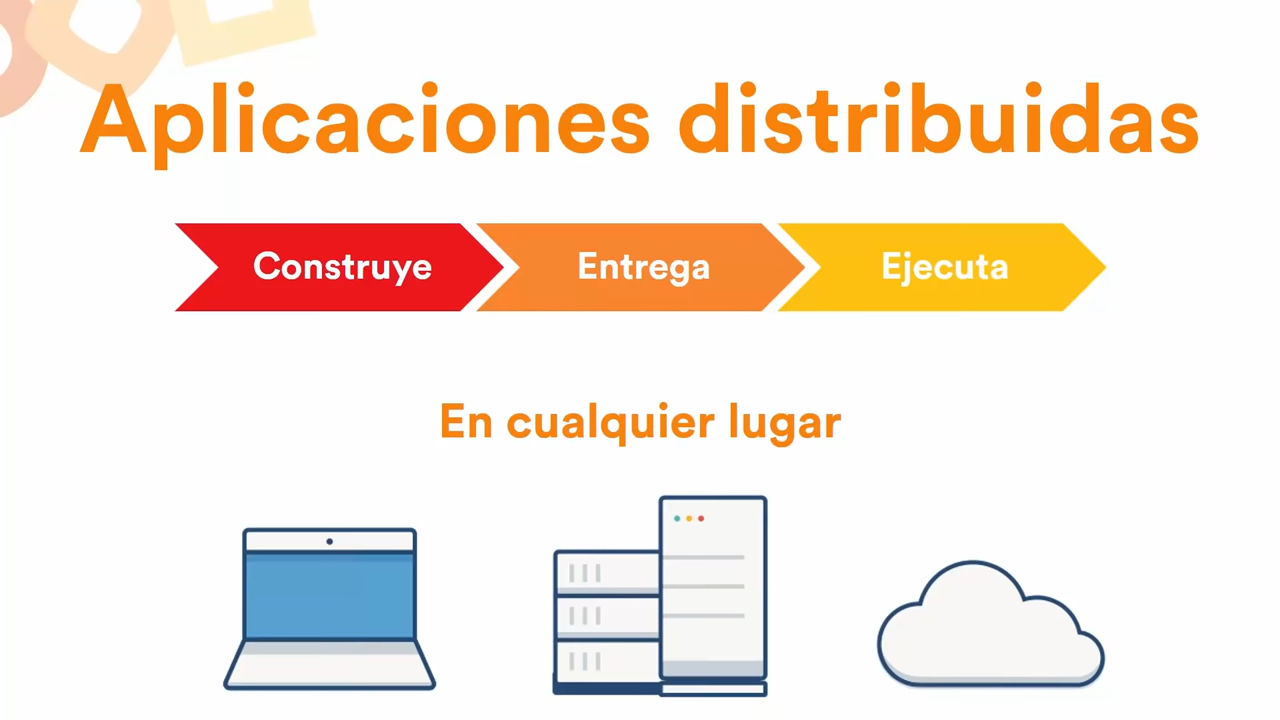 Aplicaciones distribuidas
Construye
Entrega
Ejecuta
En cualquier lugar